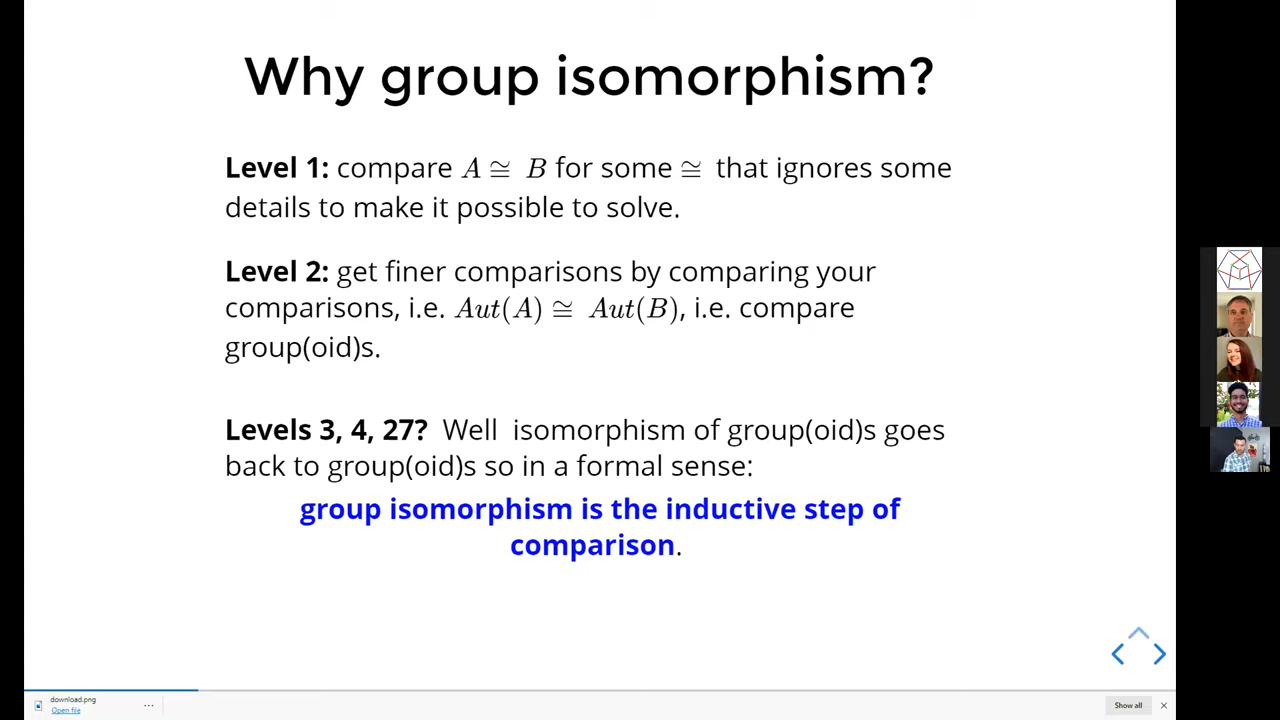 Why group isomorphism?
Level 1: compare A ≅ B for some ≅ that ignores some
details to make it possible to solve.
Level 2: get finer comparisons by comparing your
comparisons, i.e. Aut(A) ≅ Aut(B), i.e. compare
group(oid)s.
Levels 3, 4, 27? Well isomorphism of group(oid)s goes
back to group(oid)s so in a formal sense:
group isomorphism is the inductive step of
comparison.
download.png
Open file
...
Show all